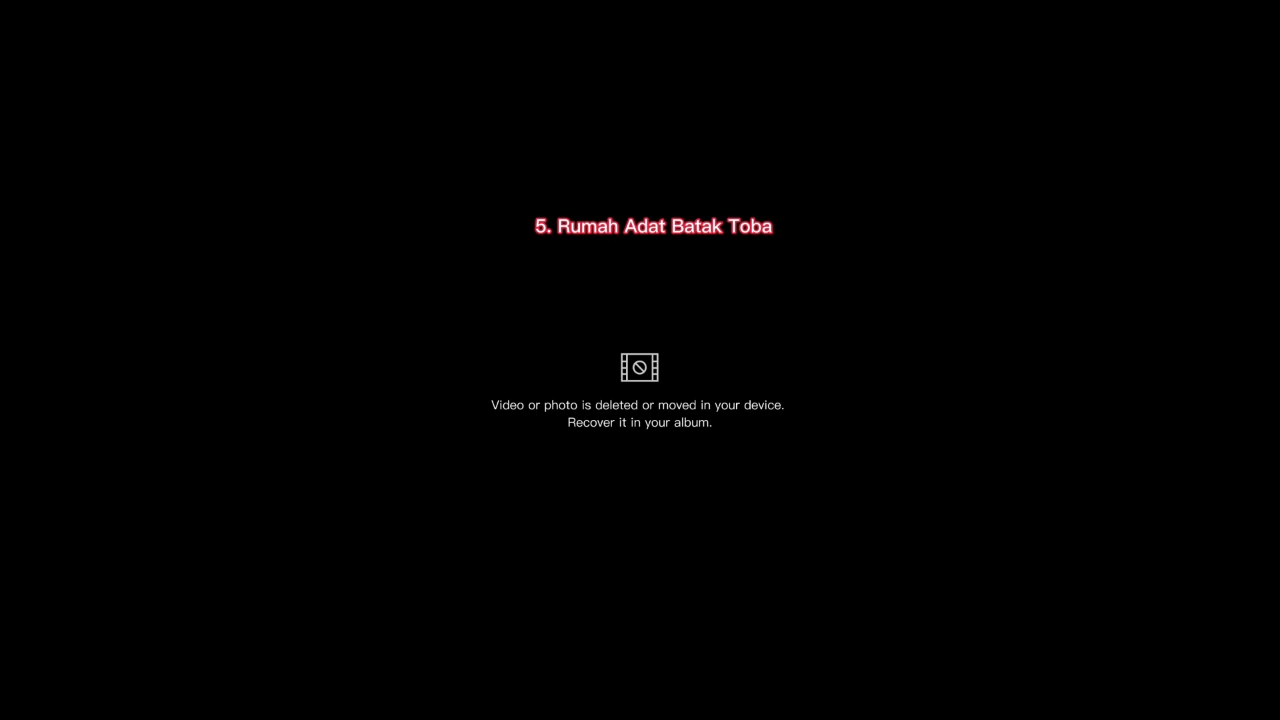 5. Rumah Adat Batak Toba
Video or photo is deleted or moved in your device.
Recover it in your album.